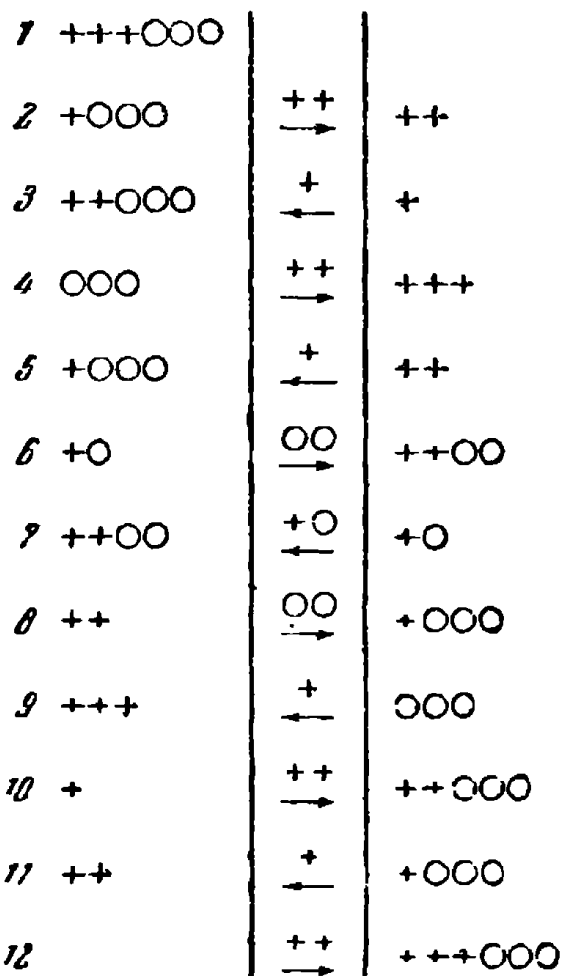 1 +++OOO
2 +OOO ++ → ++
3 ++OOO + ← +
4 OOO ++ → +++
5 +OOO + ← ++
6 +O OO → ++OO
7 ++OO +O ← +O
8 ++ OO → +OOO
9 +++ + ← OOO
10 + ++ → ++OOO
11 ++ + ← +OOO
12 ++ → +++OOO